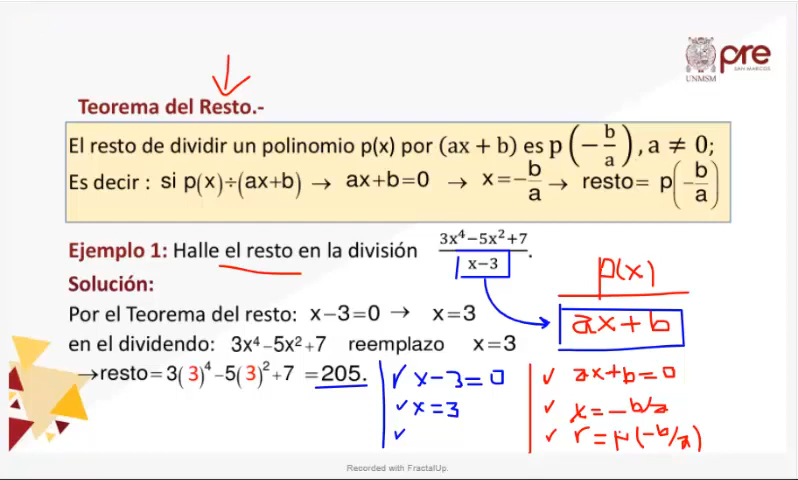 pre
SAN MARCOS
UNMSM
Teorema del Resto.-
El resto de dividir un polinomio p(x) por (ax + b) es p(−b/a), a ≠ 0;
Es decir : si p(x)÷(ax+b) → ax+b=0 → x=−b/a → resto= p(−b/a)
Ejemplo 1: Halle el resto en la división (3x⁴−5x²+7)/(x−3).
Solución:
Por el Teorema del resto: x−3=0 → x=3
en el dividendo: 3x⁴−5x²+7 reemplazo x=3
→resto=3(3)⁴−5(3)²+7 =205.
p(x)
ax+b
✓ x-3=0
✓ x=3
✓
✓ ax+b=0
✓ x=-b/a
✓ r=p(-b/a)
Recorded with FractalUp.